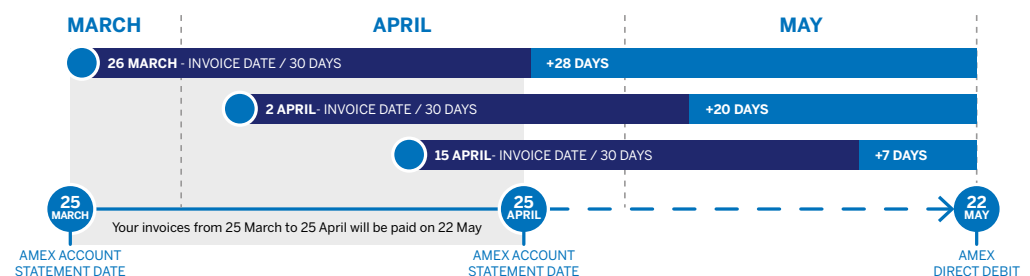 MARCH APRIL MAY
26 MARCH - INVOICE DATE / 30 DAYS +28 DAYS
2 APRIL- INVOICE DATE / 30 DAYS +20 DAYS
15 APRIL- INVOICE DATE / 30 DAYS +7 DAYS
25 MARCH
25 APRIL
22 MAY
Your invoices from 25 March to 25 April will be paid on 22 May
AMEX ACCOUNT
STATEMENT DATE
AMEX ACCOUNT
STATEMENT DATE
AMEX
DIRECT DEBIT